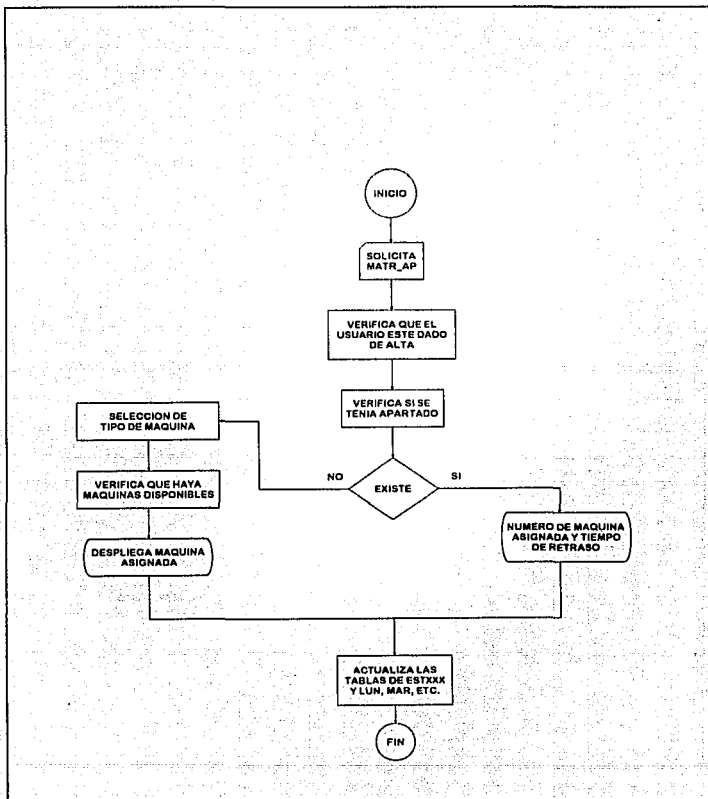 INICIO
SOLICITA
MATR_AP
VERIFICA QUE EL
USUARIO ESTE DADO
DE ALTA
VERIFICA SI SE
TENIA APARTADO
SELECCION DE
TIPO DE MAQUINA
NO
EXISTE
SI
VERIFICA QUE HAYA
MAQUINAS DISPONIBLES
NUMERO DE MAQUINA
ASIGNADA Y TIEMPO
DE RETRASO
DESPLIEGA MAQUINA
ASIGNADA
ACTUALIZA LAS
TABLAS DE ESTXXX
Y LUN, MAR, ETC.
FIN